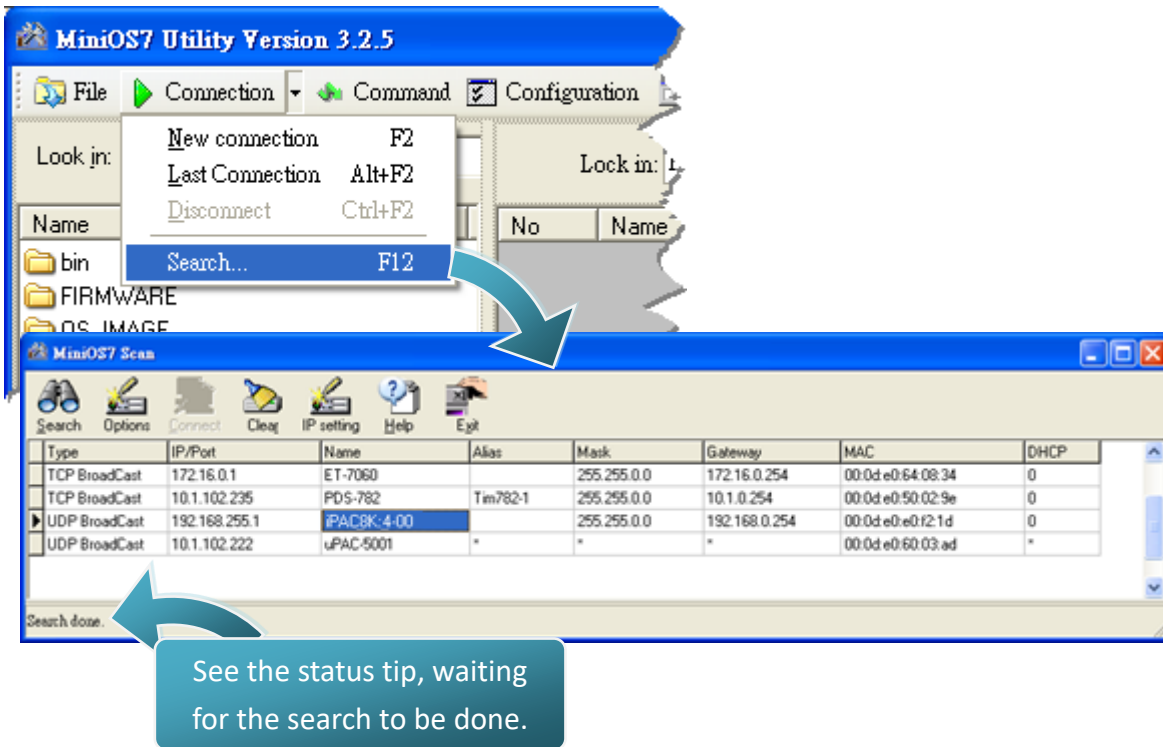 MiniOS7 Utility Version 3.2.5
File Connection Command Configuration
New connection F2
Look in: Lock in:
Last Connection Alt+F2
Disconnect Ctrl+F2
Name No Name
bin Search... F12
FIRMWARE
OS_IMAGE
MiniOS7 Scan
Search Options Connect Clear IP setting Help Exit
Type IP/Port Name Alias Mask Gateway MAC DHCP
TCP BroadCast 172.16.0.1 ET-7060 255.255.0.0 172.16.0.254 00:0d:e0:64:08:34 0
TCP BroadCast 10.1.102.235 PDS-782 Tim782-1 255.255.0.0 10.1.0.254 00:0d:e0:50:02:9e 0
UDP BroadCast 192.168.255.1 iPAC8K:4-00 255.255.0.0 192.168.0.254 00:0d:e0:e0:f2:1d 0
UDP BroadCast 10.1.102.222 uPAC-5001 * * * 00:0d:e0:60:03:ad *
Search done.
See the status tip, waiting
for the search to be done.